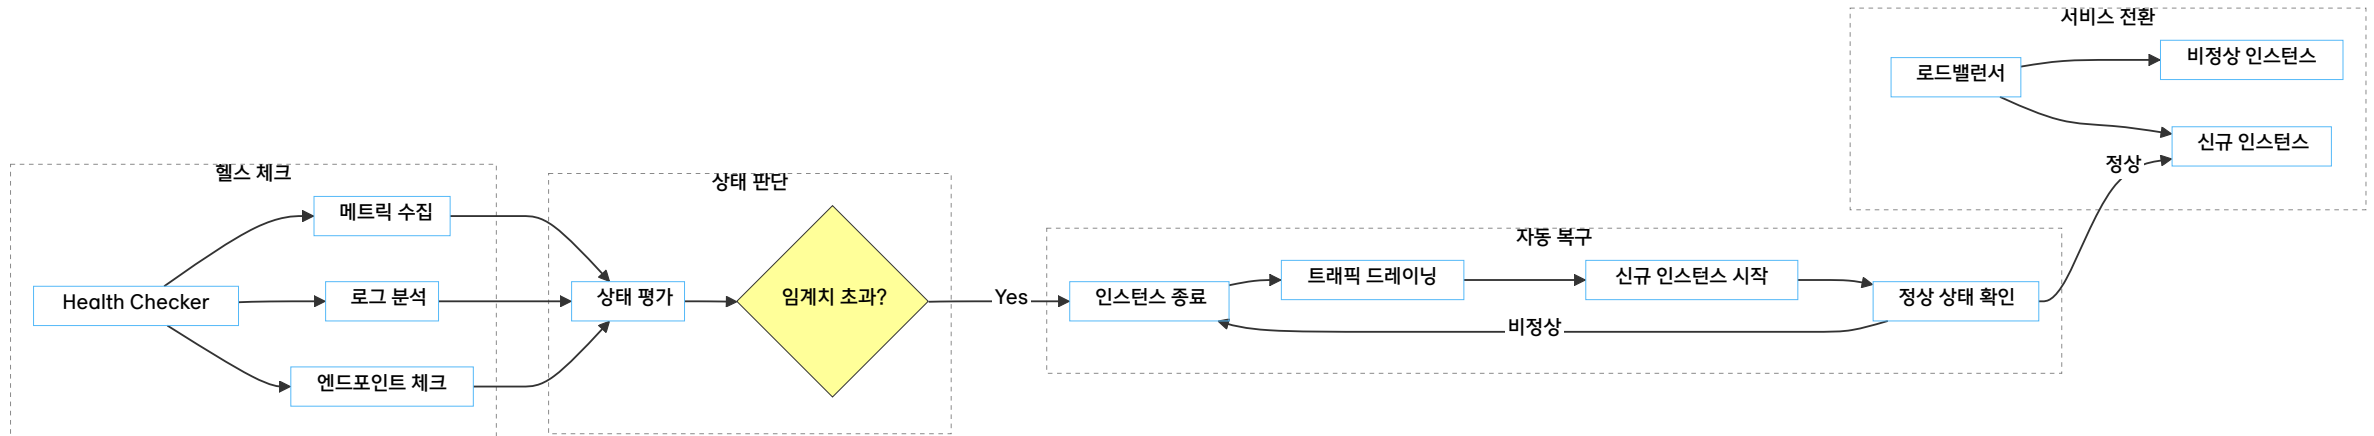 헬스 체크
Health Checker
메트릭 수집
로그 분석
엔드포인트 체크
상태 판단
상태 평가
임계치 초과?
Yes
자동 복구
인스턴스 종료
트래픽 드레이닝
신규 인스턴스 시작
정상 상태 확인
비정상
정상
서비스 전환
로드밸런서
비정상 인스턴스
신규 인스턴스